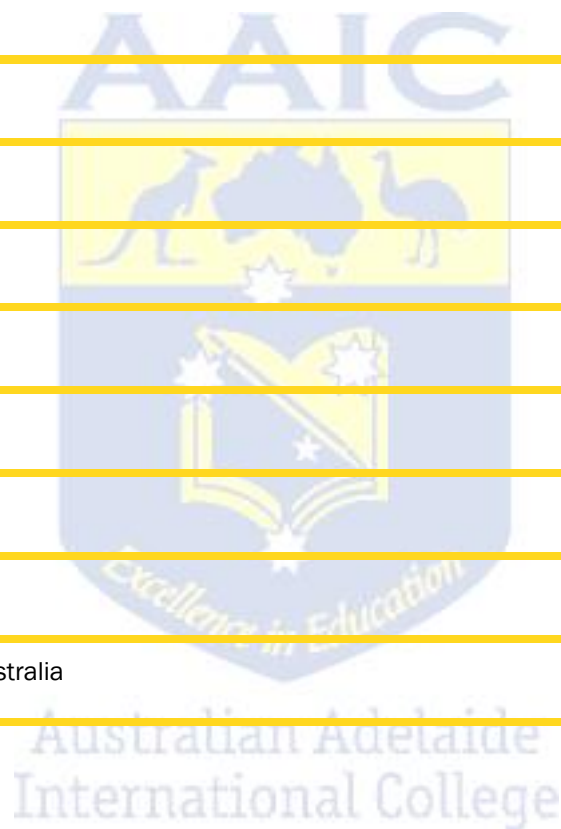 AAIC
Excellence in Education
stralia
Australian Adelaide
International College